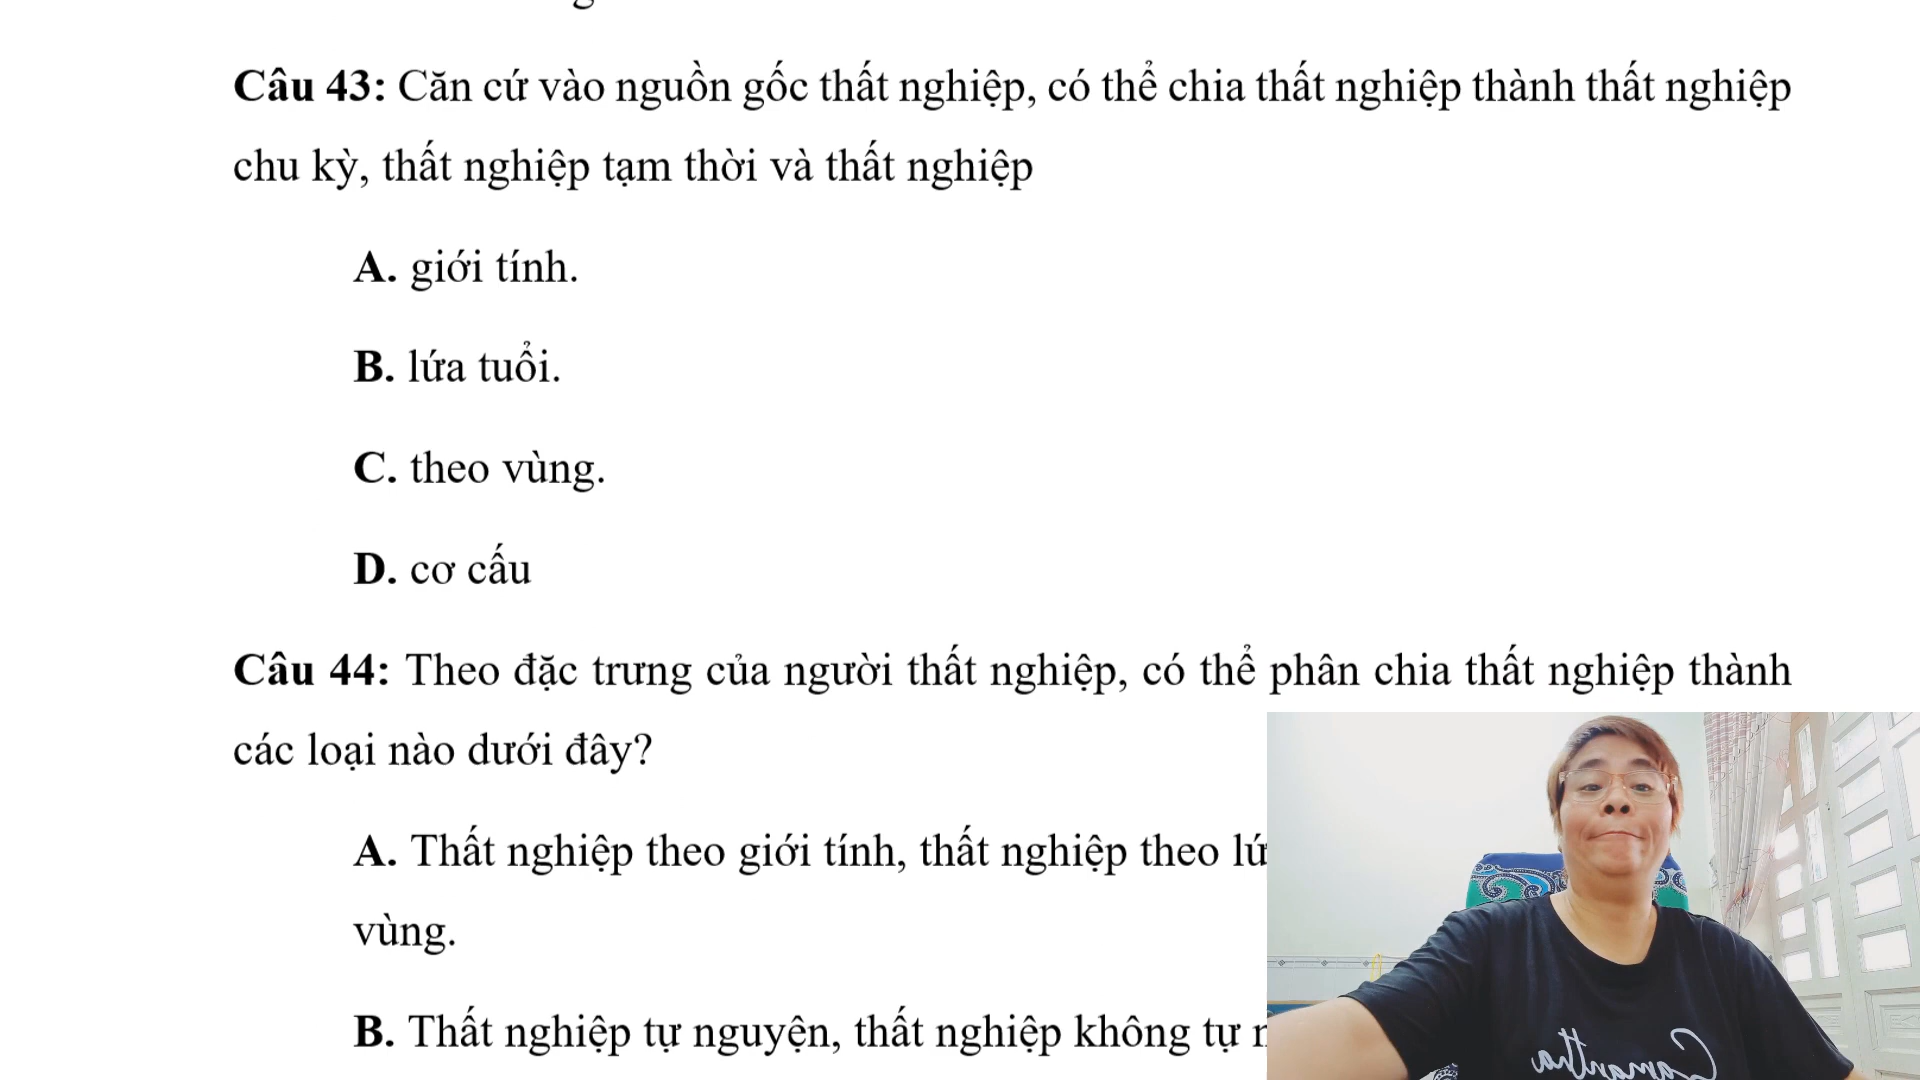 Câu 43: Căn cứ vào nguồn gốc thất nghiệp, có thể chia thất nghiệp thành thất nghiệp
chu kỳ, thất nghiệp tạm thời và thất nghiệp
A. giới tính.
B. lứa tuổi.
C. theo vùng.
D. cơ cấu
Câu 44: Theo đặc trưng của người thất nghiệp, có thể phân chia thất nghiệp thành
các loại nào dưới đây?
A. Thất nghiệp theo giới tính, thất nghiệp theo
vùng.
B. Thất nghiệp tự nguyện, thất nghiệp không tự
Samantha